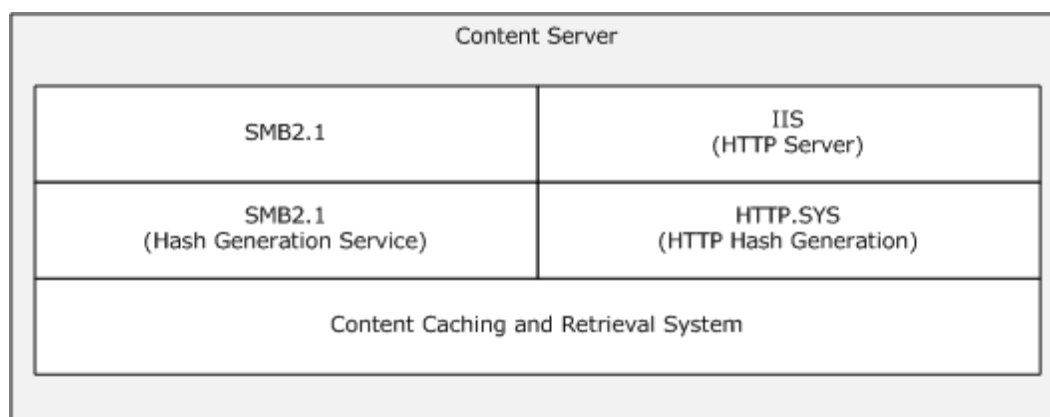 Content Server
SMB2.1
IIS
(HTTP Server)
SMB2.1
(Hash Generation Service)
HTTP.SYS
(HTTP Hash Generation)
Content Caching and Retrieval System